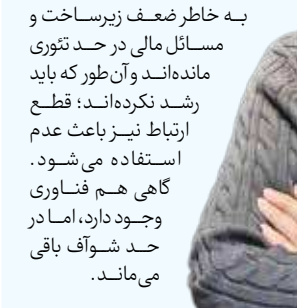 به خاطر ضعف زیرساخت و
مسائل مالی در حد تئوری
مانده‌اند و آن‌طور که باید
رشد نکرده‌اند؛ قطع
ارتباط نیز باعث عدم
استفاده می‌شود.
گاهی هم فناوری
وجود دارد، اما در
حد شوآف باقی
می‌ماند.